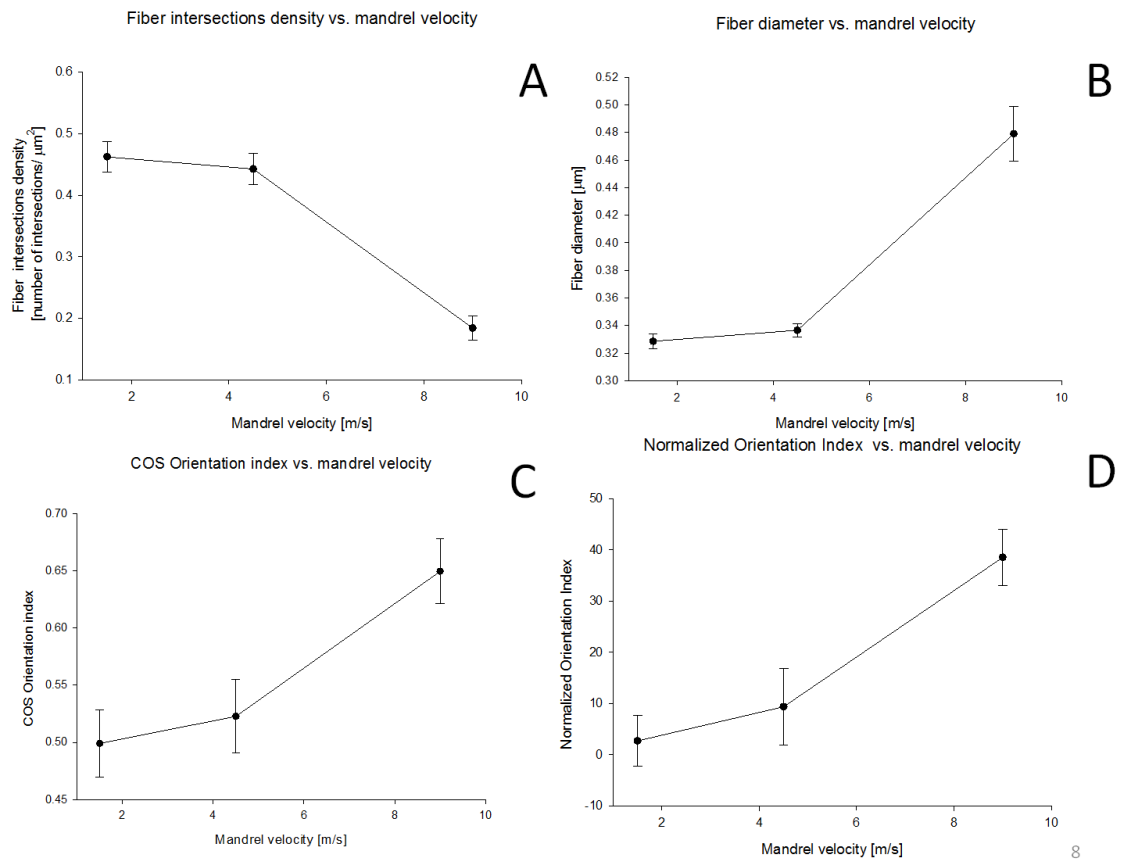 Fiber intersections density vs. mandrel velocity
A
Fiber intersections density
[number of intersections/ μm²]
0.6
0.5
0.4
0.3
0.2
0.1
2 4 6 8 10
Mandrel velocity [m/s]
Fiber diameter vs. mandrel velocity
B
Fiber diameter [μm]
0.52
0.50
0.48
0.46
0.44
0.42
0.40
0.38
0.36
0.34
0.32
0.30
2 4 6 8 10
Mandrel velocity [m/s]
COS Orientation index vs. mandrel velocity
C
COS Orientation index
0.70
0.65
0.60
0.55
0.50
0.45
2 4 6 8 10
Mandrel velocity [m/s]
Normalized Orientation Index vs. mandrel velocity
D
Normalized Orientation Index
50
40
30
20
10
0
-10
2 4 6 8 10
Mandrel velocity [m/s]
8